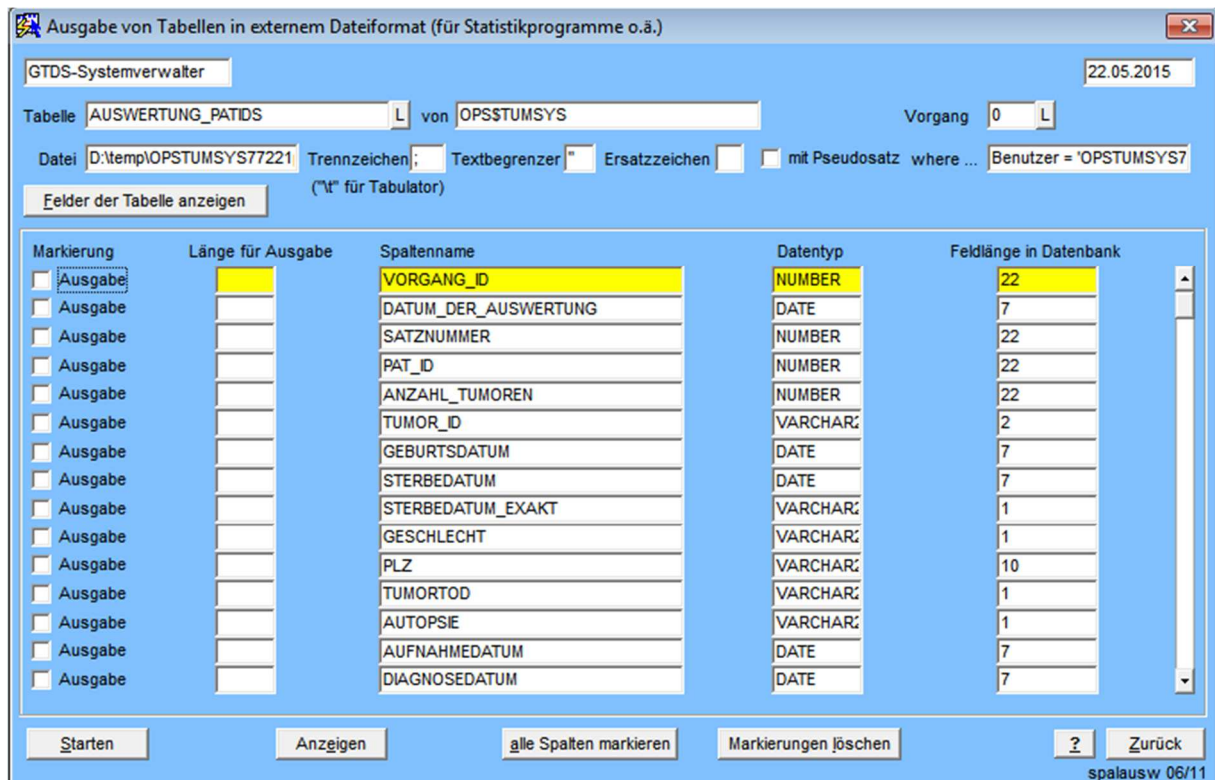 Ausgabe von Tabellen in externem Dateiformat (für Statistikprogramme o.ä.)
GTDS-Systemverwalter 22.05.2015
Tabelle AUSWERTUNG_PATIDS L von OPS$TUMSYS Vorgang 0 L
Datei D:\temp\OPSTUMSYS77221 Trennzeichen ; Textbegrenzer " Ersatzzeichen mit Pseudosatz where ... Benutzer = 'OPSTUMSYS7
("\t" für Tabulator)
Felder der Tabelle anzeigen
Markierung Länge für Ausgabe Spaltenname Datentyp Feldlänge in Datenbank
Ausgabe VORGANG_ID NUMBER 22
Ausgabe DATUM_DER_AUSWERTUNG DATE 7
Ausgabe SATZNUMMER NUMBER 22
Ausgabe PAT_ID NUMBER 22
Ausgabe ANZAHL_TUMOREN NUMBER 22
Ausgabe TUMOR_ID VARCHAR2 2
Ausgabe GEBURTSDATUM DATE 7
Ausgabe STERBEDATUM DATE 7
Ausgabe STERBEDATUM_EXAKT VARCHAR2 1
Ausgabe GESCHLECHT VARCHAR2 1
Ausgabe PLZ VARCHAR2 10
Ausgabe TUMORTOD VARCHAR2 1
Ausgabe AUTOPSIE VARCHAR2 1
Ausgabe AUFNAHMEDATUM DATE 7
Ausgabe DIAGNOSEDATUM DATE 7
Starten Anzeigen alle Spalten markieren Markierungen löschen ? Zurück
spalausw 06/11